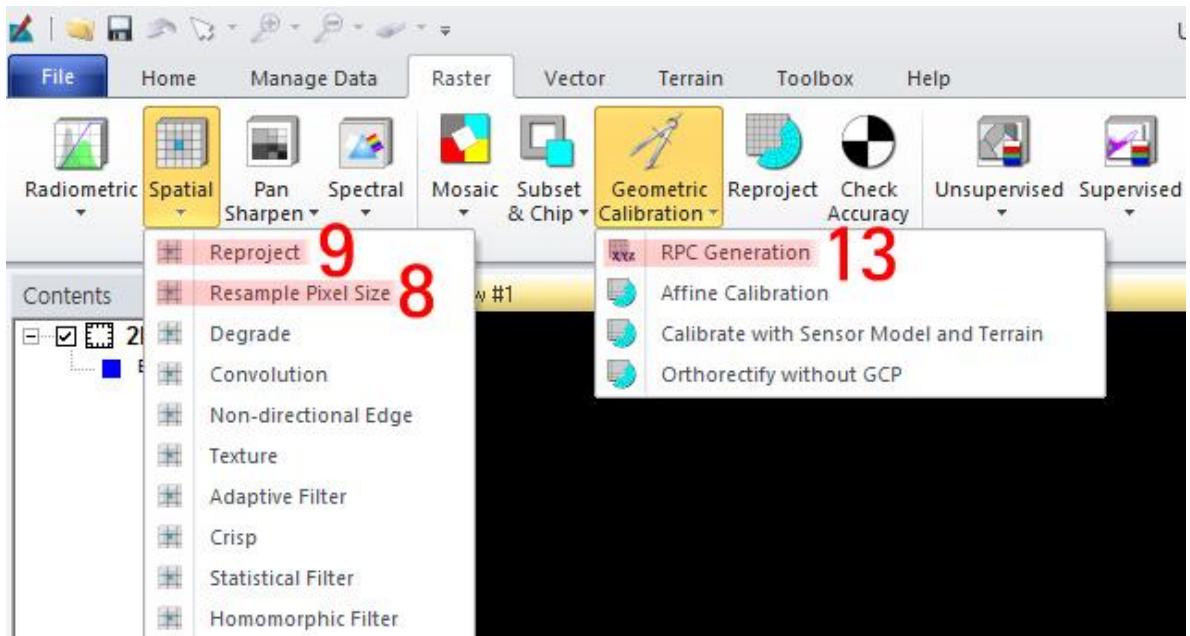 U
File Home Manage Data Raster Vector Terrain Toolbox Help
Radiometric Spatial Pan Sharpen Spectral Mosaic Subset & Chip Geometric Calibration Reproject Check Accuracy Unsupervised Supervised
Reproject 9
Resample Pixel Size 8
Degrade
Convolution
Non-directional Edge
Texture
Adaptive Filter
Crisp
Statistical Filter
Homomorphic Filter
XYZ RPC Generation 13
Affine Calibration
Calibrate with Sensor Model and Terrain
Orthorectify without GCP
Contents
#1